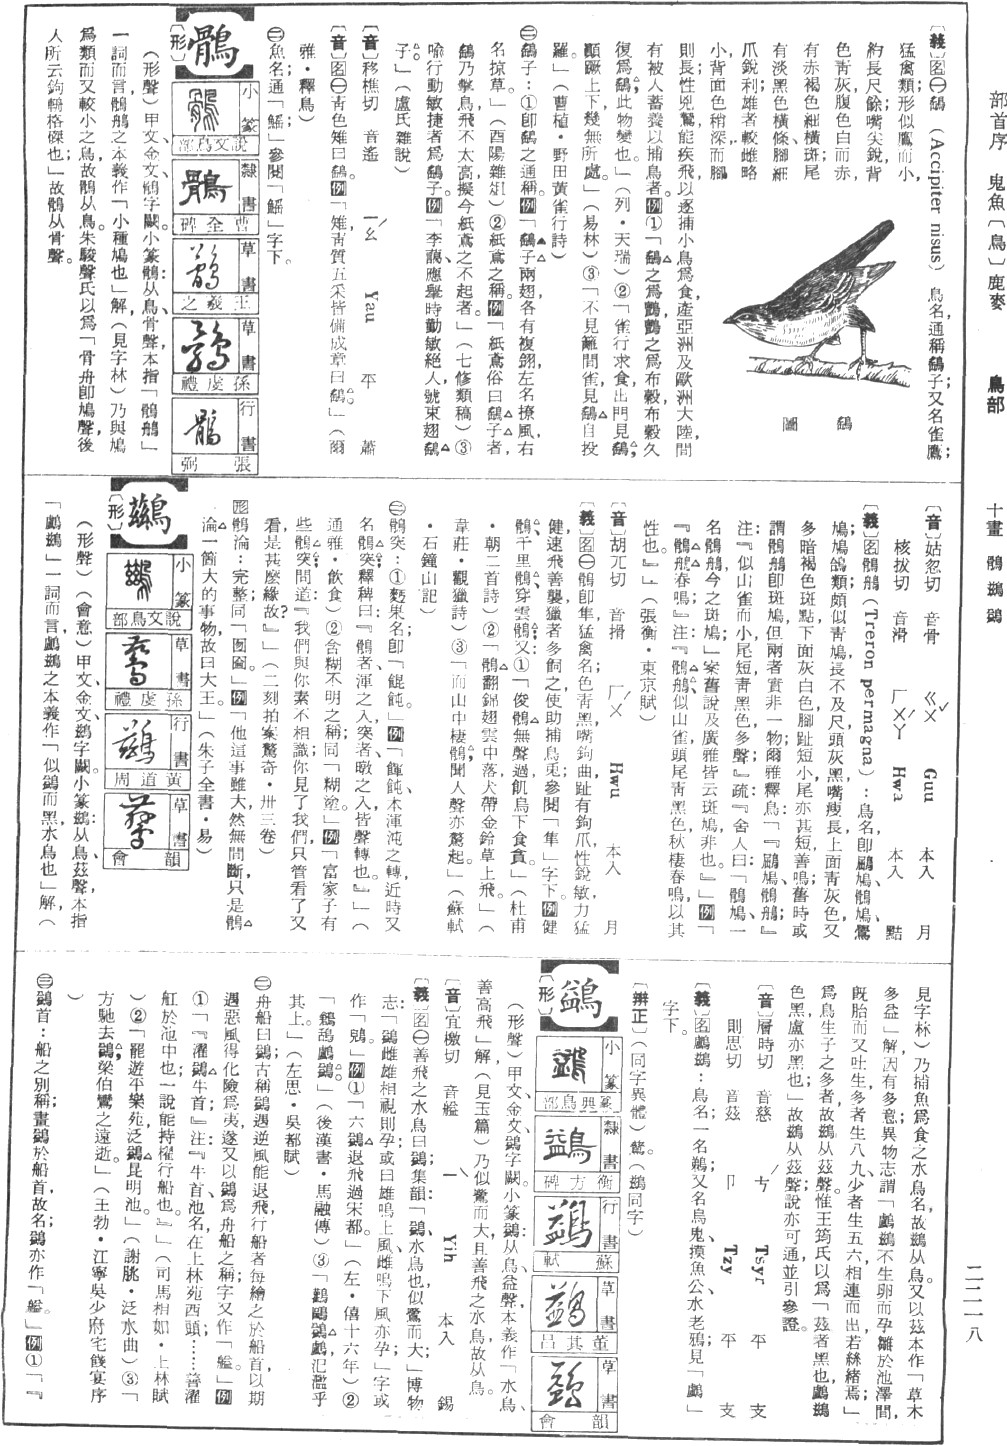 部首序　鬼魚〔鳥〕鹿麥　鳥部　十畫　鶻鷀鷁　二二一八
〔義〕㊀鷂（Accipiter nisus）鳥名，通稱鷂子，又名雀鷹；
猛禽類，形似鷹而小，
約長尺餘，嘴尖銳，背
色青灰，腹色白而赤，
有赤褐色細橫斑，尾
有淡黑色橫條，腳細
爪銳利，雄者較雌略
小，背面色稍深而腳
則長，性兇鷙，能疾飛以逐捕小鳥為食；產亞洲及歐洲大陸，間
有被人蓄養以捕鳥者。例①「鷂之為鸇，鸇之為布穀，布穀久
復為鷂，此物變也。」（列・天瑞）②「雀行求食，出門見鷂；
顛蹶上下，幾無所處。」（易林）③「不見籬間雀，見鷂自投
羅。」（曹植・野田黃雀行詩）
㊁鷂子：①即鷂之通稱。例「鷂子兩翅各有複翎，左名撩風，右
名掠草。」（酉陽雜俎）②紙鳶之稱。例「紙鳶俗曰鷂子者，
鷂乃擊鳥，飛不太高，擬今紙鳶之不起者。」（七修類稿）③
喻行動敏捷者為鷂子。例「李藹應舉時，勤敏絕人，號東翅鷂
子。」（盧氏雜說）
〔音〕移樵切　音遙　ㄧㄠˊ　Yau　平　蕭
〔音〕㊀青色雉曰鷂。例「雉青質，五采皆備成章曰鷂。」（爾
雅・釋鳥）
㊁魚名；通「鰩」；參閱「鰩」字下。
鶻
小篆　說文鳥部
隸書　曹全碑
草書　王羲之
草書　孫虔禮
行書　張弼
〔形〕
（形聲）甲文、金文鶻字闕。小篆鶻：从鳥，骨聲，本指「鶻鵃」
一詞而言，鶻鵃之本義作「小種鳩也」解（見字林），乃與鳩
為類而又較小之鳥，故鶻从鳥。朱駿聲氏以為「骨舟即鳩聲，後
人所云鉤輈格磔也」，故鶻从骨聲。
〔音〕姑忽切　音骨　ㄍㄨˇ　Guu　本入　月
核拔切　音滑　ㄏㄨㄚˊ　Hwa　本入　黠
〔義〕名鶻鵃（Treron permagna）：鳥名，即鷵鳩、鶻鳩、鷽
鳩；鳩鴿類，頗似青鳩，長不及尺，頭灰黑，嘴瘦長，上面青灰色，又
多暗褐色斑點，下面灰白色，腳趾短小，尾亦甚短，善鳴；舊時或
謂鶻鵃即斑鳩，但兩者實非一物。爾雅釋鳥：「『鷵鳩，鶻鵃』
注：『似山雀而小，尾短，青黑色，多聲。』疏：『舍人曰：「鶻鳩，一
名鶻鵃，今之斑鳩。」案舊說及廣雅皆云斑鳩，非也。』」例「
『鶻鵃春鳴』注：『鶻鵃似山雀，頭尾青黑色，秋棲春鳴，以其
性也。』」（張衡・東京賦）
〔音〕胡兀切　音搰　ㄏㄨˊ　Hwu　本入　月
〔義〕㊀鶻即隼，猛禽名；色青黑，嘴鉤曲，趾有鉤爪，性銳敏，力猛
健，速飛善襲；獵者多飼之，使助捕鳥兔；參閱「隼」字下。例健
鶻、千里鶻、穿雲鶻；又：①「俊鶻無聲過，飢烏下食貪。」（杜甫
・朝二首詩）②「鶻翻錦翅雲中落，犬帶金鈴草上飛。」（
韋莊・觀獵詩）③「而山中棲鶻，聞人聲亦驚起。」（蘇軾
・石鐘山記）
㊁鶻突：①麪果名，即「餛飩」。例「餫飩本渾沌之轉，近時又
名鶻突。釋稗曰：『鶻者渾之入，突者暾之入，皆聲轉也。』」（
通雅・飲食）②含糊不明之稱；同「糊塗」。例「富家子有
些鶻突，問道：『我們與你素不相識，你見了我們，只管看了又
看，是甚麼緣故？』」（二刻拍案驚奇・卅三卷）
形鶻淪：完整；同「囫圇」。例「他這事雖大，然無間斷，只是鶻
淪一箇大的事物，故曰大王。」（朱子全書・易）
鷀
小篆　說文鳥部
草書　孫虔禮
行書　黃道周
草書　韻會
〔形〕
（形聲）（會意）甲文、金文鷀字闕。小篆鷀：从鳥，茲聲，本指
「鸕鷀」一詞而言，鸕鷀之本義作「似鷁而黑，水鳥也」解（
見字林），乃捕魚為食之水鳥名，故鷀从鳥。又以茲本作「草木
多益」解，因有多意，異物志謂「鸕鷀不生卵而孕雛於池澤間，
既胎而又吐生，多者生八九，少者生五六，相連而出若絲緒焉；」
為鳥生子之多者，故鷀从茲聲。惟王筠氏以為「茲者黑也，鸕鷀
色黑，盧亦黑也；」故鷀从茲聲，說亦可通，並引參證。
〔音〕層時切　音慈　ㄘˊ　Tsyr　平　支
則思切　音茲　ㄗ　Tzy　平　支
〔義〕名鸕鷀：鳥名；一名鷧；又名烏鬼、摸魚公、水老鴉；見「鸕」
字下。
〔辨正〕（同字異體）鶿（鷀同字）
鷁
小篆　篆典鳥部
隸書　衡方碑
行書　蘇軾
草書　董其昌
草書　韻會
〔形〕
（形聲）甲文、金文、鷁字闕。小篆鷁：从鳥，益聲，本義作「水鳥，
善高飛」解（見玉篇），乃似鷺而大，且善飛之水鳥，故从鳥。
〔音〕宜檄切　音鷊　ㄧˋ　Yih　本入　錫
〔義〕名㊀善飛之水鳥曰鷁；集韻：「鷁，水鳥也，似鷺而大。」博物
志：「鷁雌雄相視則孕，或曰雄鳴上風，雌鳴下風亦孕。」字或
作「鶂」。例①「六鷁退飛過宋都。」（左・僖十六年）②
「鶴鴰鸕鷁。」（後漢書・馬融傳）③「鸛鷗鷁鸕，汜濫乎
其上。」（左思・吳都賦）
㊁舟船曰鷁；古稱鷁遇逆風能退飛，行船者每繪之於船首，以期
遇惡風得化險為夷，遂又以鷁為舟船之稱；字又作「艗」。例
①「『濯鷁牛首』注：『牛首，池名，在上林苑西頭；……善濯
舡於池中也；一說能持櫂行船也。』」（司馬相如・上林賦
）②「罷遊平樂苑，泛鷁昆明池。」（謝朓・泛水曲）③「
方馳去鷁，梁伯鸞之遠逝。」（王勃・江寧吳少府宅餞宴序
）
㊂鷁首：船之別稱；畫鷁於船首，故名；鷁亦作「艗」。例①「『
鷂圖